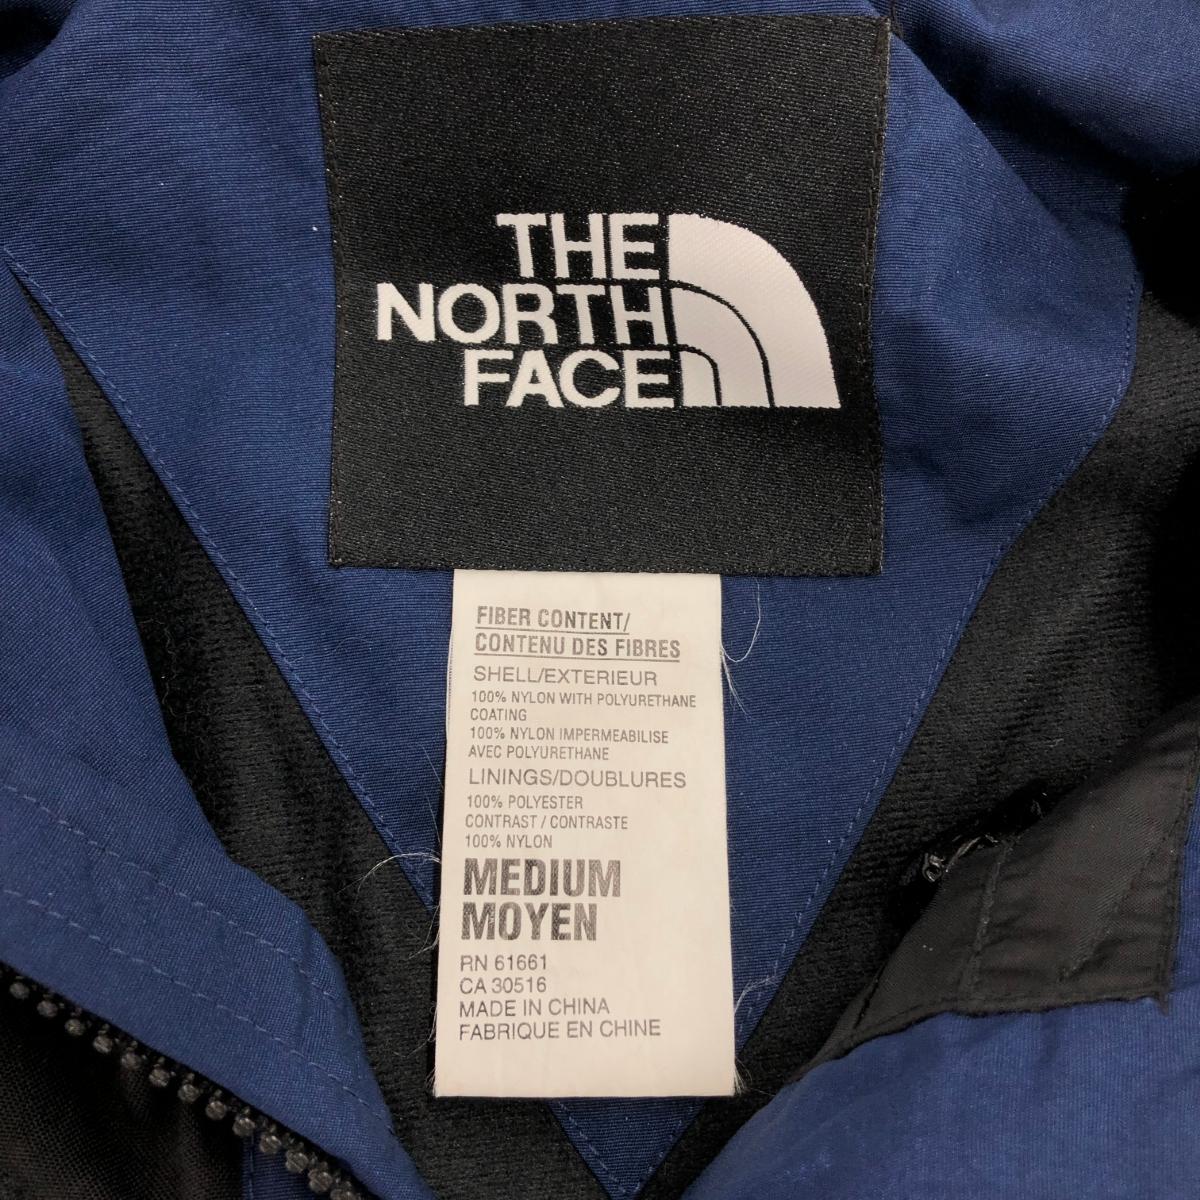 THE
NORTH
FACE
FIBER CONTENT/
CONTENU DES FIBRES
SHELL/EXTERIEUR
100% NYLON WITH POLYURETHANE
COATING
100% NYLON IMPERMEABILISE
AVEC POLYURETHANE
LININGS/DOUBLURES
100% POLYESTER
CONTRAST / CONTRASTE
100% NYLON
MEDIUM
MOYEN
RN 61661
CA 30516
MADE IN CHINA
FABRIQUE EN CHINE